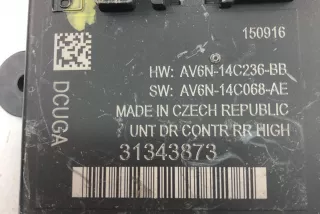 150916
HW: AV6N-14C236-BB
SW: AV6N-14C068-AE
MADE IN CZECH REPUBLIC
UNT DR CONTR RR HIGH
31343873
DCUGA